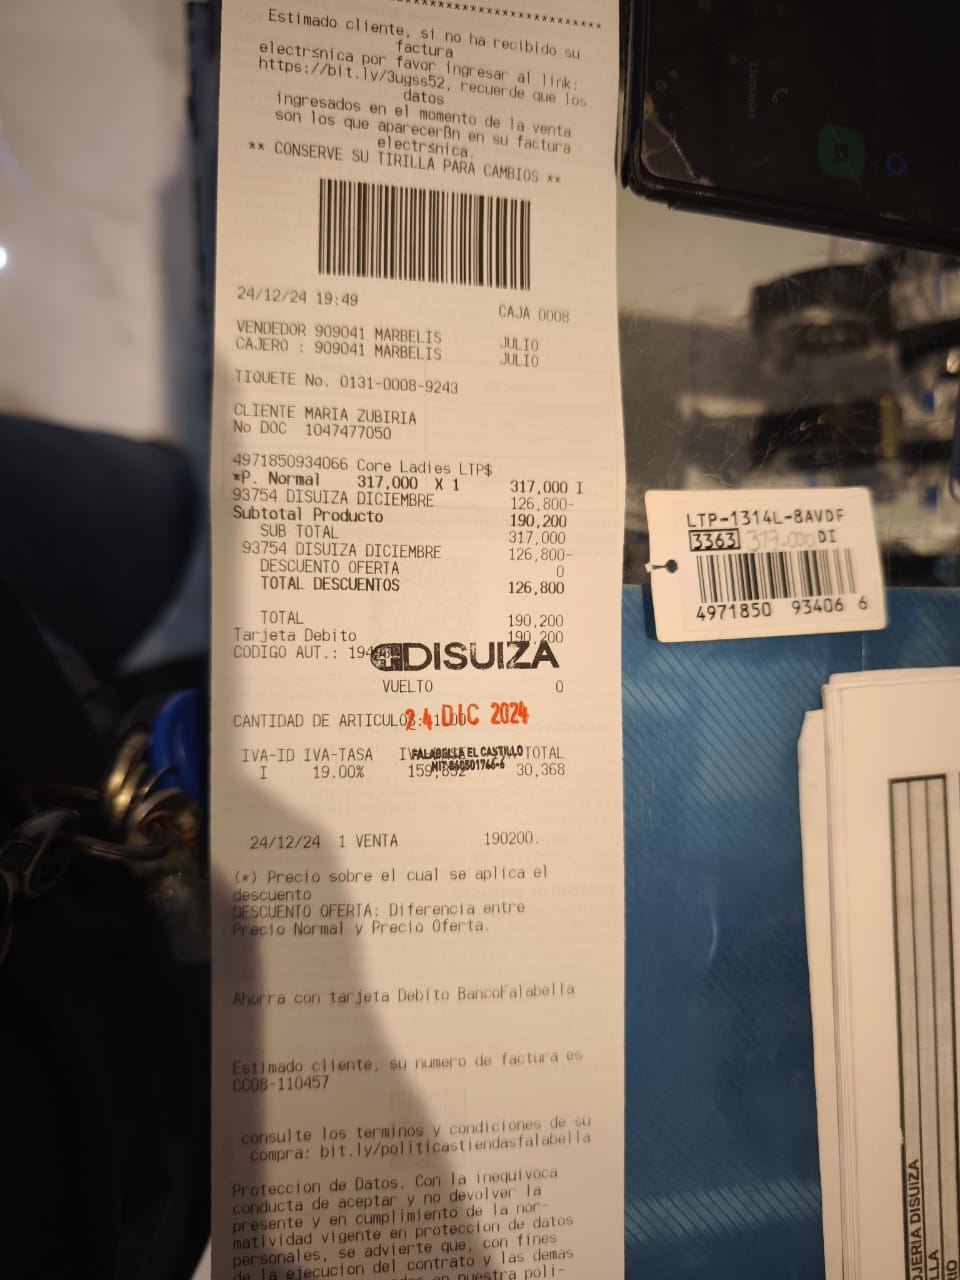 Estimado cliente, si no ha recibido su
factura
electrsnica por favor ingresar al link:
https://bit.ly/3ugss52, recuerde que los
datos
ingresados en el momento de la venta
son los que aparecerßn en su factura
electrsnica.
** CONSERVE SU TIRILLA PARA CAMBIOS **
24/12/24 19:49
CAJA 0008
VENDEDOR 909041 MARBELIS JULIO
CAJERO : 909041 MARBELIS JULIO
TIQUETE No. 0131-0008-9243
CLIENTE MARIA ZUBIRIA
No DOC 1047477050
4971850934066 Core Ladies LTP$
*P. Normal 317,000 X 1 317,000 I
93754 DISUIZA DICIEMBRE 126,800-
Subtotal Producto 190,200
SUB TOTAL 317,000
93754 DISUIZA DICIEMBRE 126,800-
DESCUENTO OFERTA 0
TOTAL DESCUENTOS 126,800
TOTAL 190,200
Tarjeta Debito 190,200
CODIGO AUT.:
DISUIZA
VUELTO 0
CANTIDAD DE ARTICULOS:
24 DIC 2024
IVA-ID IVA-TASA TOTAL
FALABELLA EL CASTILLO
I 19.00% 30,368
24/12/24 1 VENTA 190200.
(*) Precio sobre el cual se aplica el
descuento
DESCUENTO OFERTA: Diferencia entre
Precio Normal y Precio Oferta.
Ahorra con tarjeta Debito BancoFalabella
Estimado cliente, su numero de factura es
CC08-110457
consulte los terminos y condiciones de su
compra: bit.ly/politicastiendasfalabella
Proteccion de Datos. Con la inequivoca
conducta de aceptar y no devolver la
presente y en cumplimiento de la nor-
matividad vigente en proteccion de datos
personales, se advierte que, con fines
de la ejecucion del contrato y las demas
en nuestra poli-
Llamadas
LTP-1314L-8AVDF
3363 317.000 DI
4971850 93406 6
DISUIZA